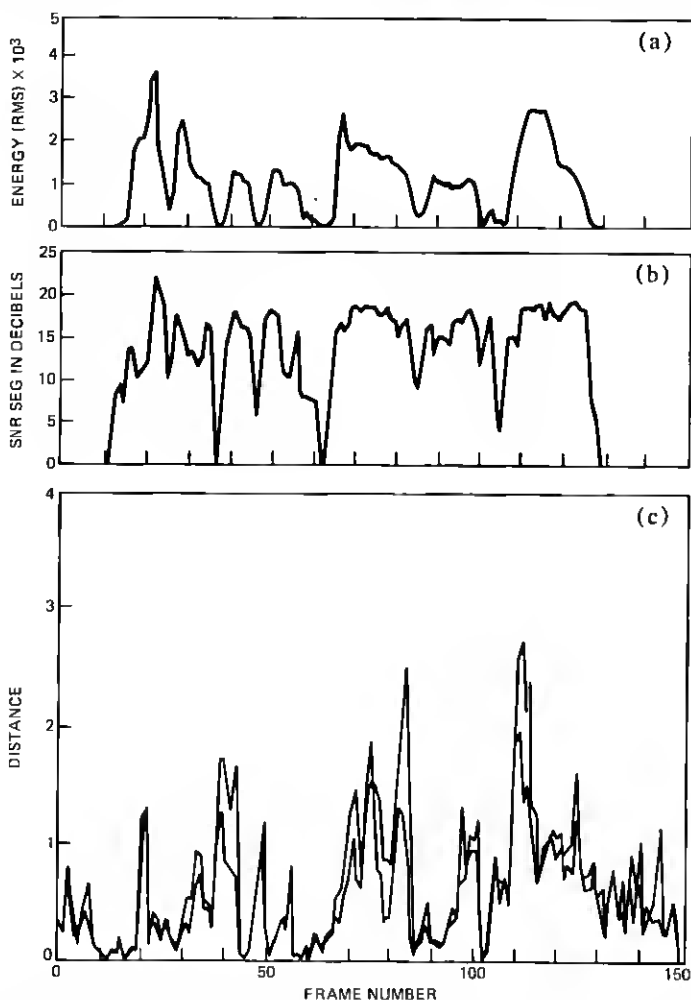 (a)
ENERGY (RMS) X 10³
5
4
3
2
1
0
(b)
SNR SEG IN DECIBELS
25
20
15
10
5
0
(c)
DISTANCE
4
3
2
1
0
0 50 100 150
FRAME NUMBER